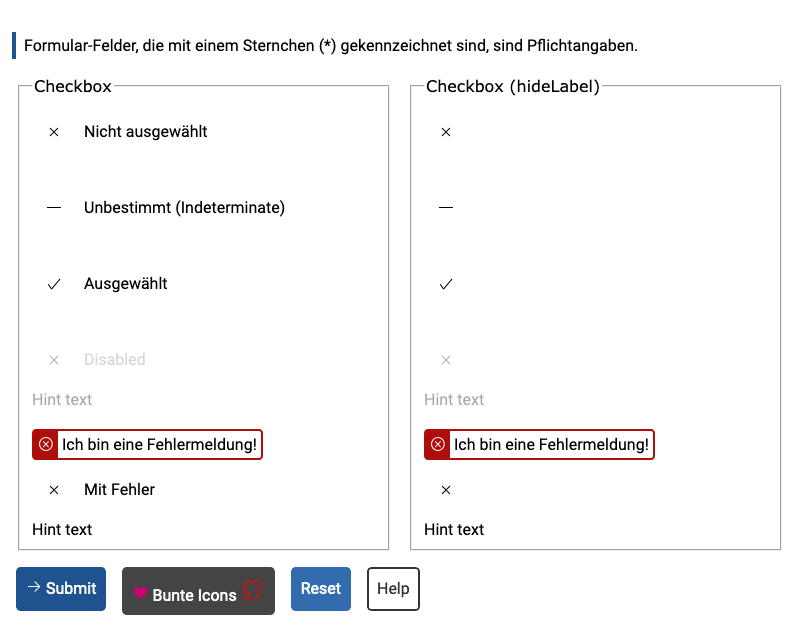 Formular-Felder, die mit einem Sternchen (*) gekennzeichnet sind, sind Pflichtangaben.
Checkbox
Nicht ausgewählt
Unbestimmt (Indeterminate)
Ausgewählt
Disabled
Hint text
Ich bin eine Fehlermeldung!
Mit Fehler
Hint text
Checkbox (hideLabel)
Hint text
Ich bin eine Fehlermeldung!
Hint text
Submit
Bunte Icons
Reset
Help